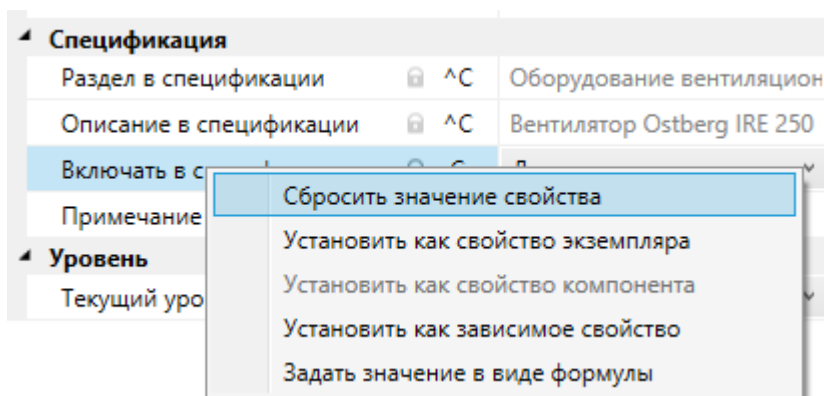 Спецификация
Раздел в спецификации ^C Оборудование вентиляцион
Описание в спецификации ^C Вентилятор Ostberg IRE 250
Включать в с
Сбросить значение свойства
Примечание
Установить как свойство экземпляра
Уровень
Установить как свойство компонента
Текущий уро
Установить как зависимое свойство
Задать значение в виде формулы